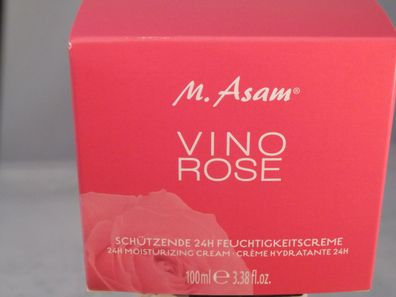 M. Asam®
VINO
ROSE
SCHÜTZENDE 24H FEUCHTIGKEITSCREME
24H MOISTURIZING CREAM · CRÈME HYDRATANTE 24H
100ml ℮ 3.38 fl.oz.